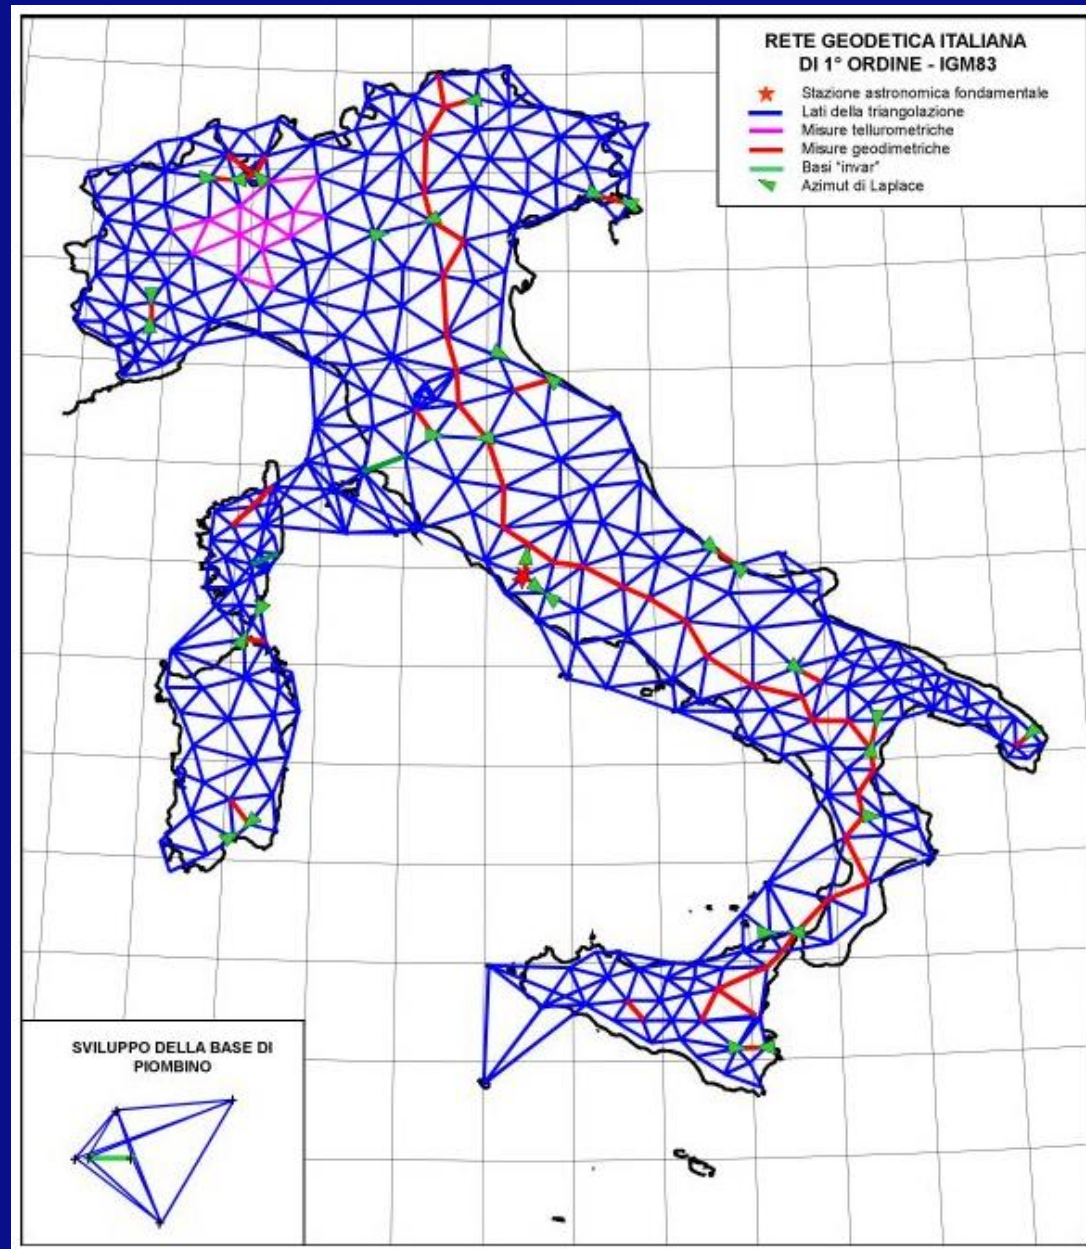 RETE GEODETICA ITALIANA
DI 1° ORDINE - IGM83
Stazione astronomica fondamentale
Lati della triangolazione
Misure tellurometriche
Misure geodimetriche
Basi "invar"
Azimut di Laplace
SVILUPPO DELLA BASE DI
PIOMBINO